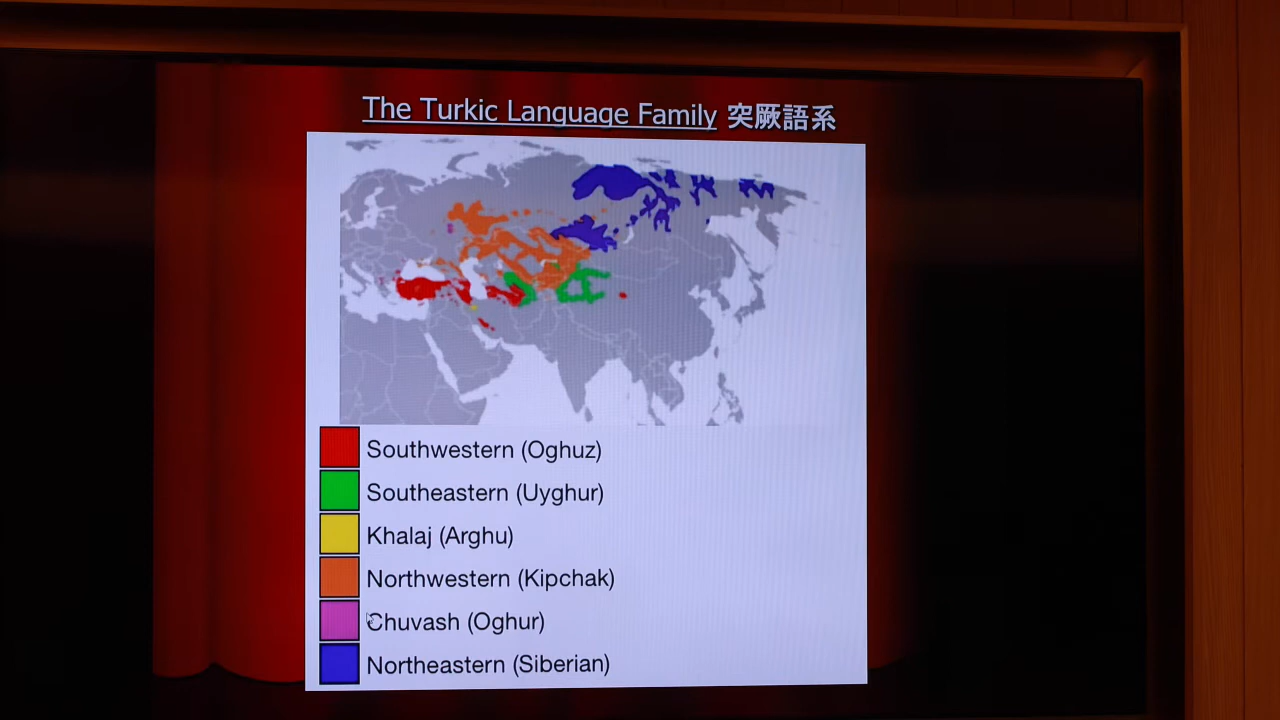 The Turkic Language Family 突厥語系
Southwestern (Oghuz)
Southeastern (Uyghur)
Khalaj (Arghu)
Northwestern (Kipchak)
Chuvash (Oghur)
Northeastern (Siberian)